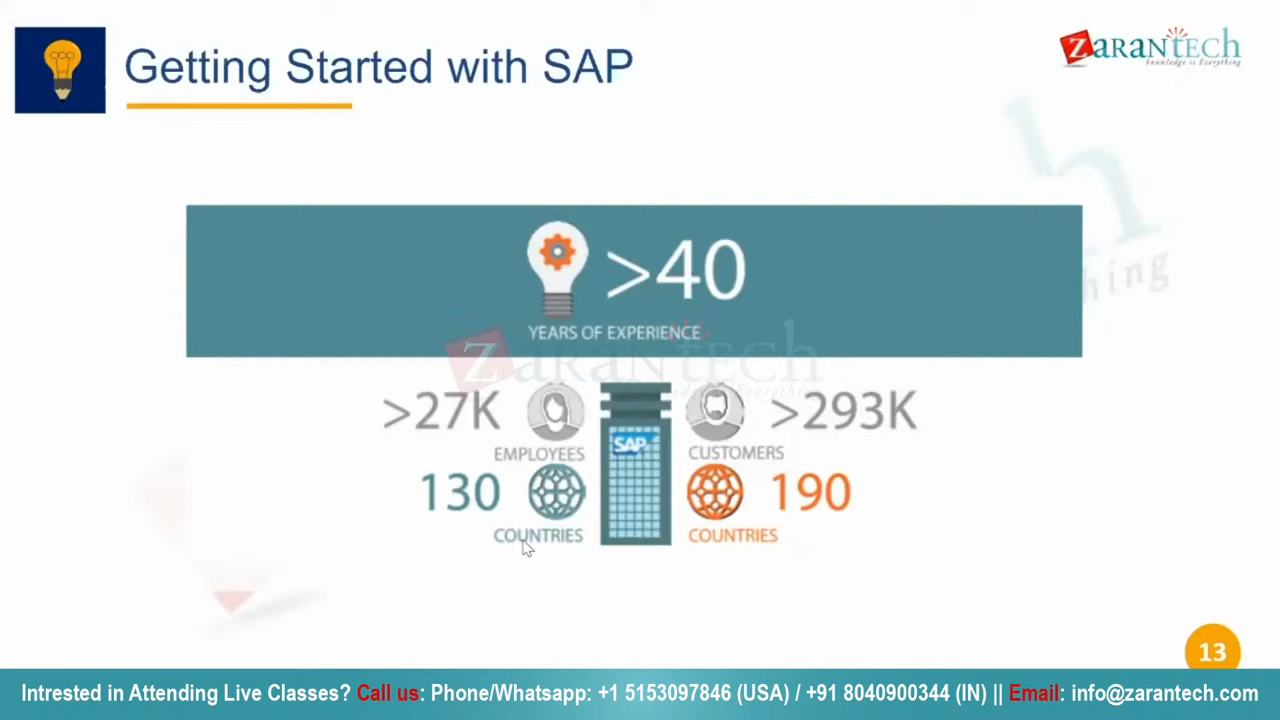 Getting Started with SAP
ZaranTech
knowledge is Everything
>40
YEARS OF EXPERIENCE
ZaranTech
>27K
EMPLOYEES
SAP
>293K
CUSTOMERS
130
COUNTRIES
190
COUNTRIES
13
Intrested in Attending Live Classes? Call us: Phone/Whatsapp: +1 5153097846 (USA) / +91 8040900344 (IN) || Email: info@zarantech.com